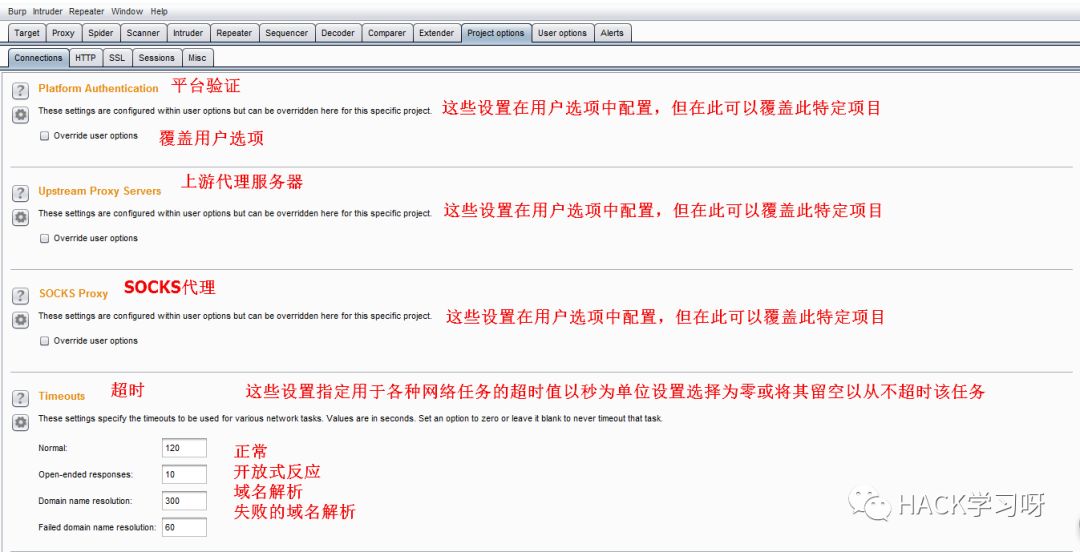 Burp Intruder Repeater Window Help
Target Proxy Spider Scanner Intruder Repeater Sequencer Decoder Comparer Extender Project options User options Alerts
Connections HTTP SSL Sessions Misc
? Platform Authentication 平台验证
These settings are configured within user options but can be overridden here for this specific project. 这些设置在用户选项中配置，但在此可以覆盖此特定项目
Override user options 覆盖用户选项
? Upstream Proxy Servers 上游代理服务器
These settings are configured within user options but can be overridden here for this specific project. 这些设置在用户选项中配置，但在此可以覆盖此特定项目
Override user options
? SOCKS Proxy SOCKS代理
These settings are configured within user options but can be overridden here for this specific project. 这些设置在用户选项中配置，但在此可以覆盖此特定项目
Override user options
? Timeouts 超时 这些设置指定用于各种网络任务的超时值以秒为单位设置选择为零或将其留空以从不超时该任务
These settings specify the timeouts to be used for various network tasks. Values are in seconds. Set an option to zero or leave it blank to never timeout that task.
Normal: 120 正常
Open-ended responses: 10 开放式反应
Domain name resolution: 300 域名解析
Failed domain name resolution: 60 失败的域名解析
HACK学习呀